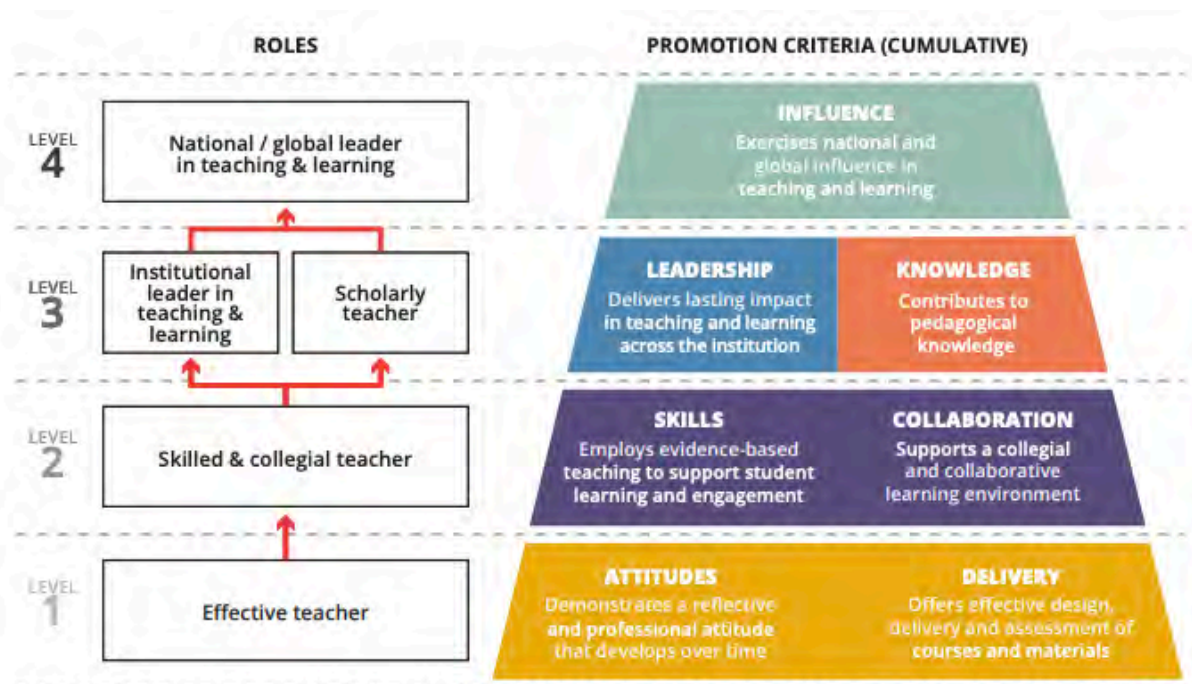 ROLES
PROMOTION CRITERIA (CUMULATIVE)
LEVEL
4
National / global leader
in teaching & learning
INFLUENCE
Exercises national and
global influence in
teaching and learning
LEVEL
3
Institutional
leader in
teaching &
learning
Scholarly
teacher
LEADERSHIP
Delivers lasting impact
in teaching and learning
across the institution
KNOWLEDGE
Contributes to
pedagogical
knowledge
LEVEL
2
Skilled & collegial teacher
SKILLS
Employs evidence-based
teaching to support student
learning and engagement
COLLABORATION
Supports a collegial
and collaborative
learning environment
LEVEL
1
Effective teacher
ATTITUDES
Demonstrates a reflective
and professional attitude
that develops over time
DELIVERY
Offers effective design,
delivery and assessment of
courses and materials